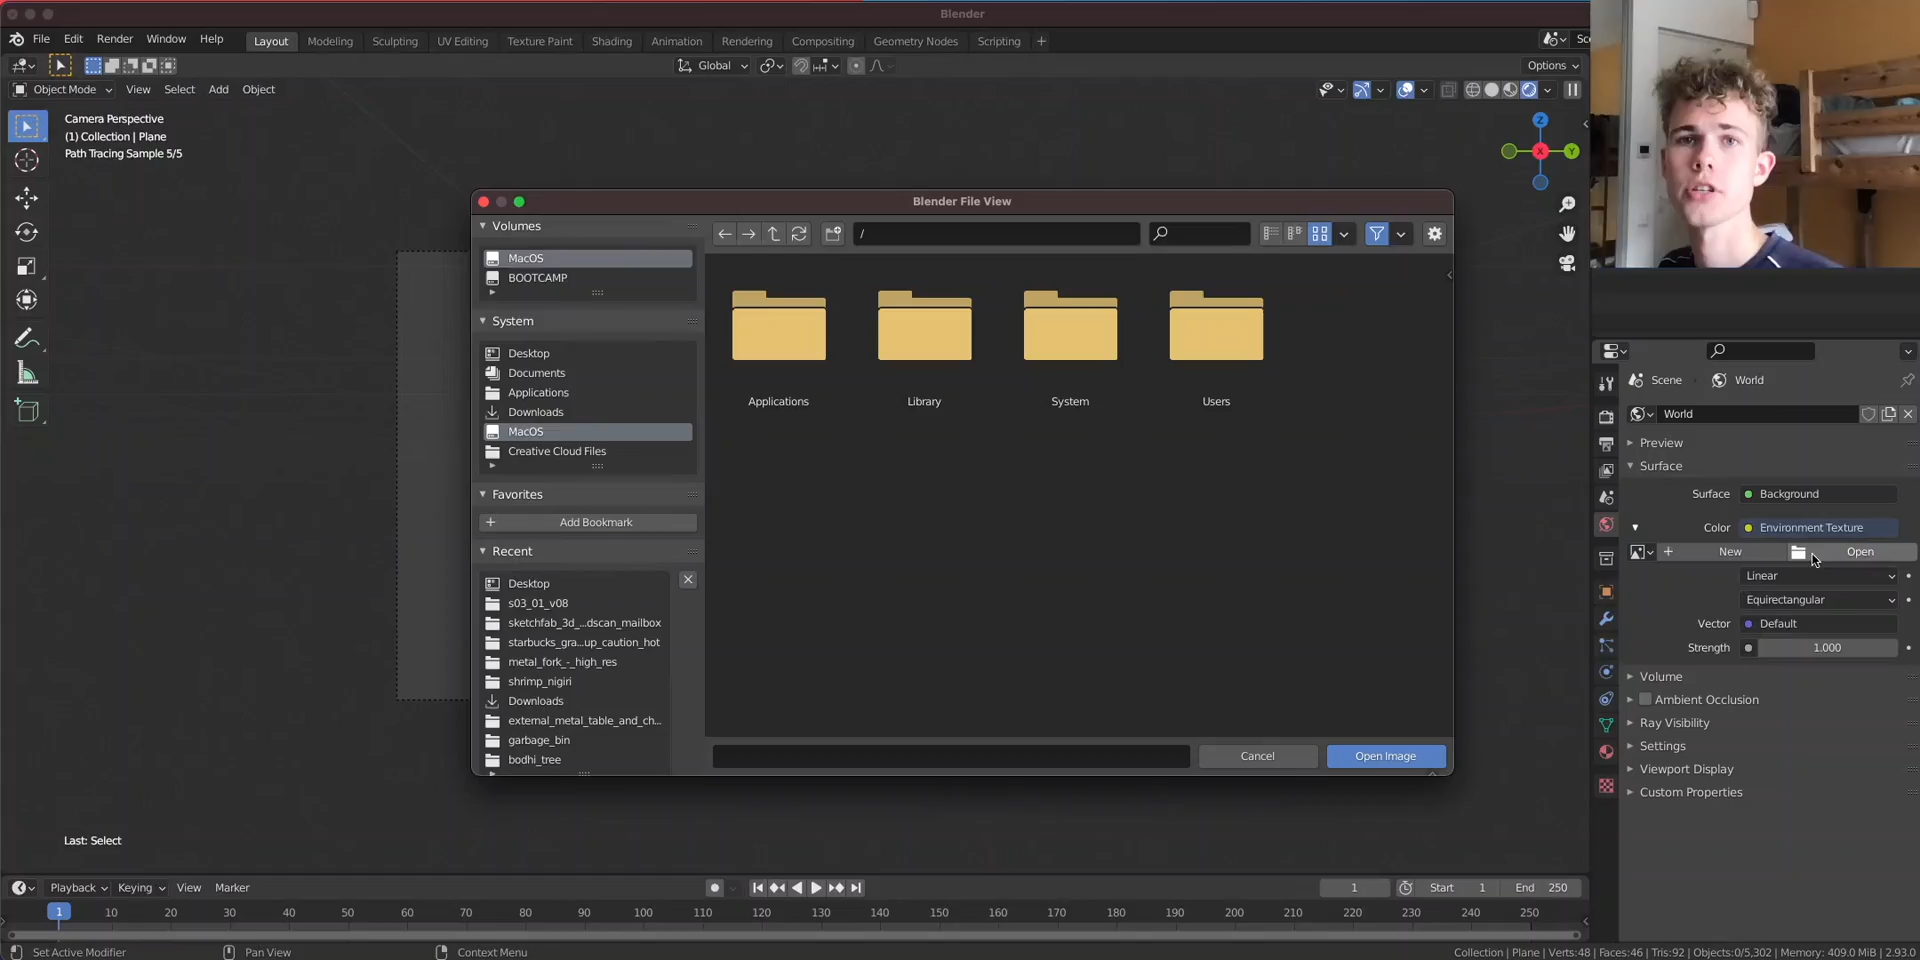 Blender
File Edit Render Window Help Layout Modeling Sculpting UV Editing Texture Paint Shading Animation Rendering Compositing Geometry Nodes Scripting + Sc
Global Options
Object Mode View Select Add Object
Camera Perspective
(1) Collection | Plane
Path Tracing Sample 5/5
Z
X
Y
Blender File View
Volumes
MacOS
BOOTCAMP
System
Desktop
Documents
Applications
Downloads
MacOS
Creative Cloud Files
Favorites
+ Add Bookmark
Recent
Desktop
s03_01_v08
sketchfab_3d_...dscan_mailbox
starbucks_gra...up_caution_hot
metal_fork_-_high_res
shrimp_nigiri
Downloads
external_metal_table_and_ch...
garbage_bin
bodhi_tree
/
Applications Library System Users
Cancel Open Image
Scene World
World
Preview
Surface
Surface Background
Color Environment Texture
+ New Open
Linear
Equirectangular
Vector Default
Strength 1.000
Volume
Ambient Occlusion
Ray Visibility
Settings
Viewport Display
Custom Properties
Last: Select
Playback Keying View Marker 1 Start 1 End 250
1 10 20 30 40 50 60 70 80 90 100 110 120 130 140 150 160 170 180 190 200 210 220 230 240 250
Set Active Modifier Pan View Context Menu Collection | Plane | Verts:48 | Faces:46 | Tris:92 | Objects:0/5,302 | Memory: 409.0 MiB | 2.93.0